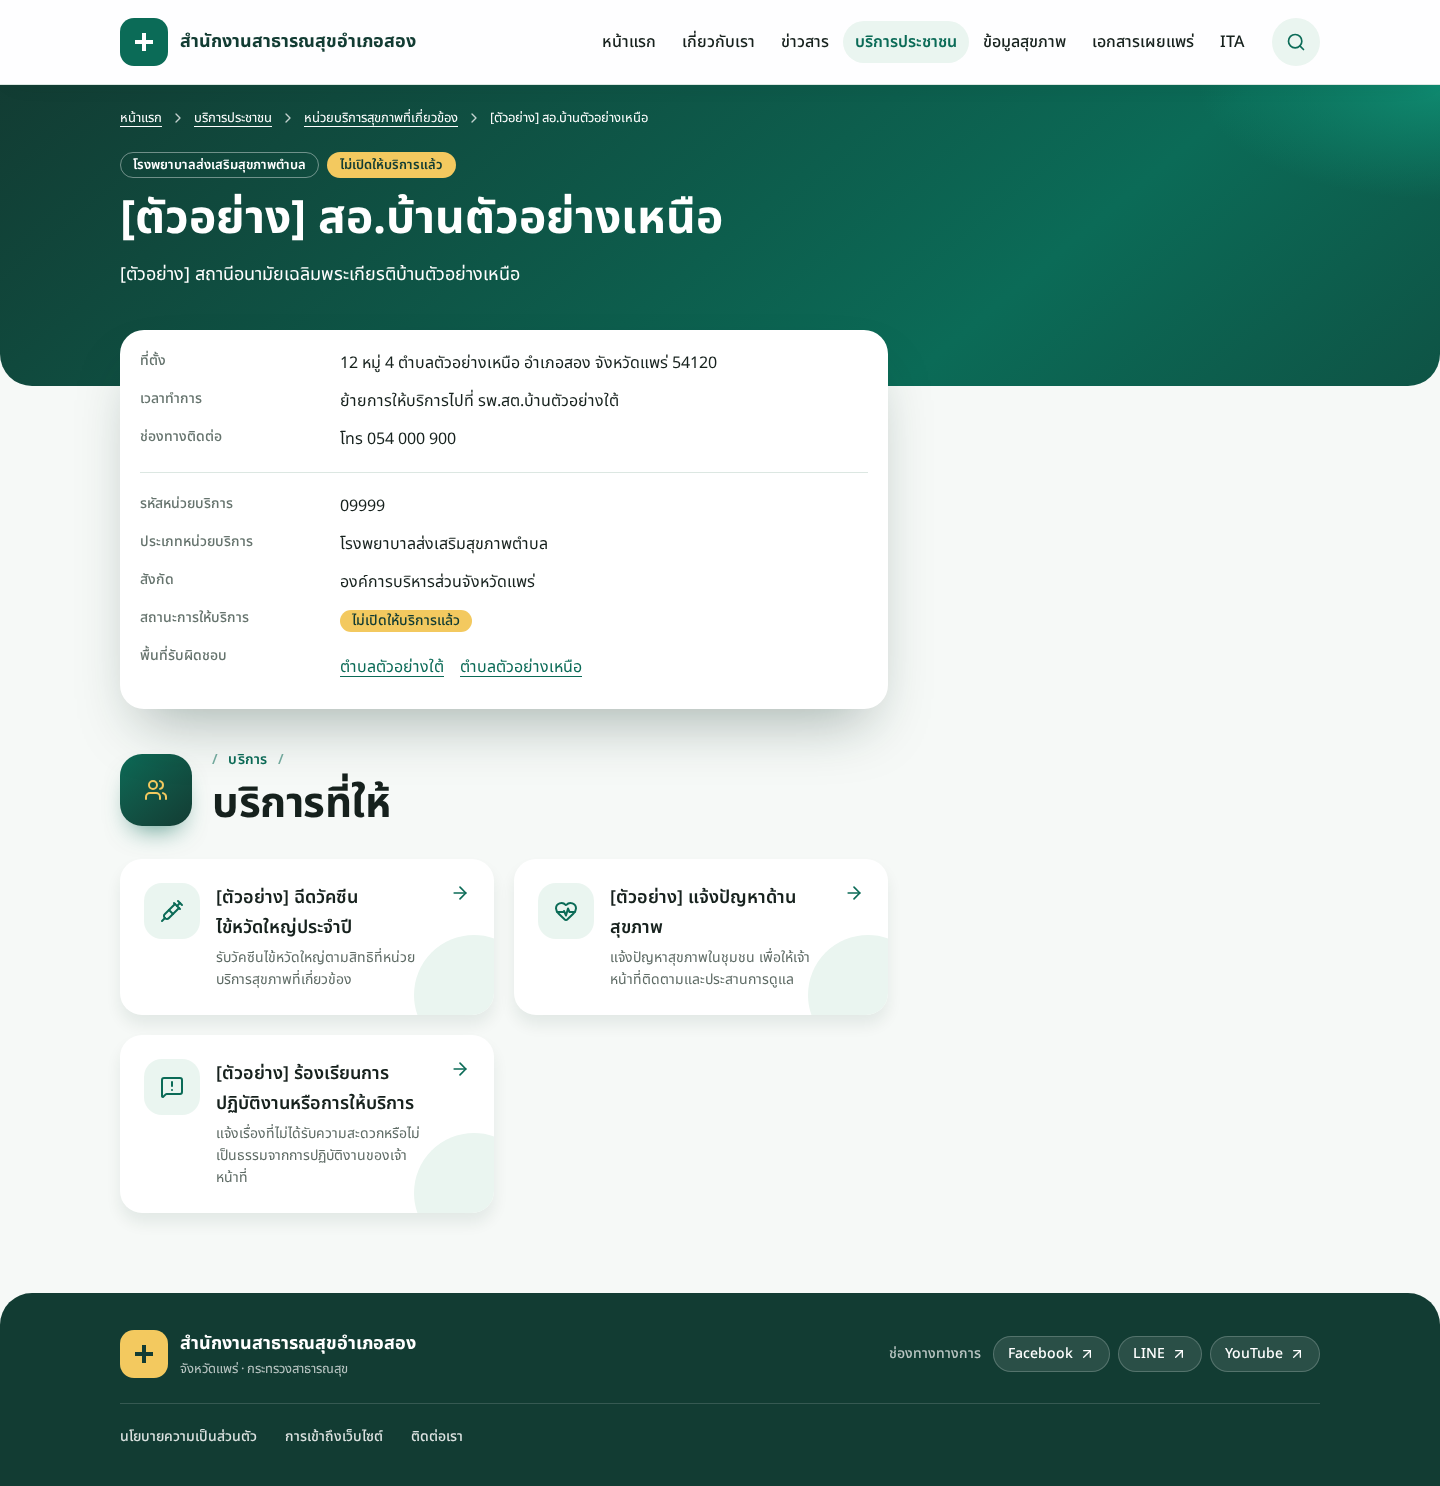 สำนักงานสาธารณสุขอำเภอสอง
หน้าแรก เกี่ยวกับเรา ข่าวสาร บริการประชาชน ข้อมูลสุขภาพ เอกสารเผยแพร่ ITA
หน้าแรก บริการประชาชน หน่วยบริการสุขภาพที่เกี่ยวข้อง [ตัวอย่าง] สอ.บ้านตัวอย่างเหนือ
โรงพยาบาลส่งเสริมสุขภาพตำบล ไม่เปิดให้บริการแล้ว
[ตัวอย่าง] สอ.บ้านตัวอย่างเหนือ
[ตัวอย่าง] สถานีอนามัยเฉลิมพระเกียรติบ้านตัวอย่างเหนือ
ที่ตั้ง 12 หมู่ 4 ตำบลตัวอย่างเหนือ อำเภอสอง จังหวัดแพร่ 54120
เวลาทำการ ย้ายการให้บริการไปที่ รพ.สต.บ้านตัวอย่างใต้
ช่องทางติดต่อ โทร 054 000 900
รหัสหน่วยบริการ 09999
ประเภทหน่วยบริการ โรงพยาบาลส่งเสริมสุขภาพตำบล
สังกัด องค์การบริหารส่วนจังหวัดแพร่
สถานะการให้บริการ ไม่เปิดให้บริการแล้ว
พื้นที่รับผิดชอบ ตำบลตัวอย่างใต้ ตำบลตัวอย่างเหนือ
/ บริการ /
บริการที่ให้
[ตัวอย่าง] ฉีดวัคซีน
ไข้หวัดใหญ่ประจำปี
รับวัคซีนไข้หวัดใหญ่ตามสิทธิที่หน่วย
บริการสุขภาพที่เกี่ยวข้อง
[ตัวอย่าง] แจ้งปัญหาด้าน
สุขภาพ
แจ้งปัญหาสุขภาพในชุมชน เพื่อให้เจ้า
หน้าที่ติดตามและประสานการดูแล
[ตัวอย่าง] ร้องเรียนการ
ปฏิบัติงานหรือการให้บริการ
แจ้งเรื่องที่ไม่ได้รับความสะดวกหรือไม่
เป็นธรรมจากการปฏิบัติงานของเจ้า
หน้าที่
สำนักงานสาธารณสุขอำเภอสอง
จังหวัดแพร่ · กระทรวงสาธารณสุข
ช่องทางทางการ Facebook LINE YouTube
นโยบายความเป็นส่วนตัว การเข้าถึงเว็บไซต์ ติดต่อเรา